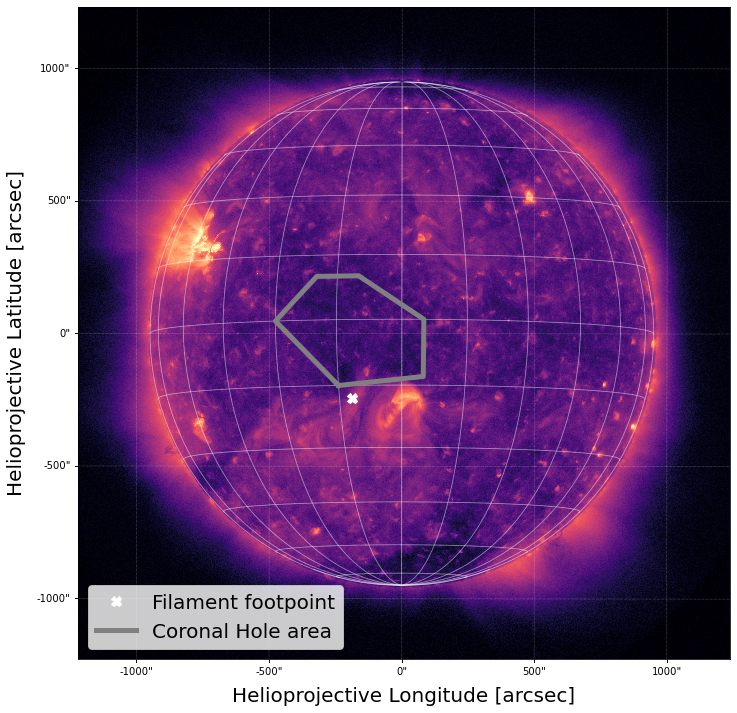 Helioprojective Latitude [arcsec]
1000"
500"
0"
-500"
-1000"
Filament footpoint
Coronal Hole area
-1000"
-500"
0"
500"
1000"
Helioprojective Longitude [arcsec]